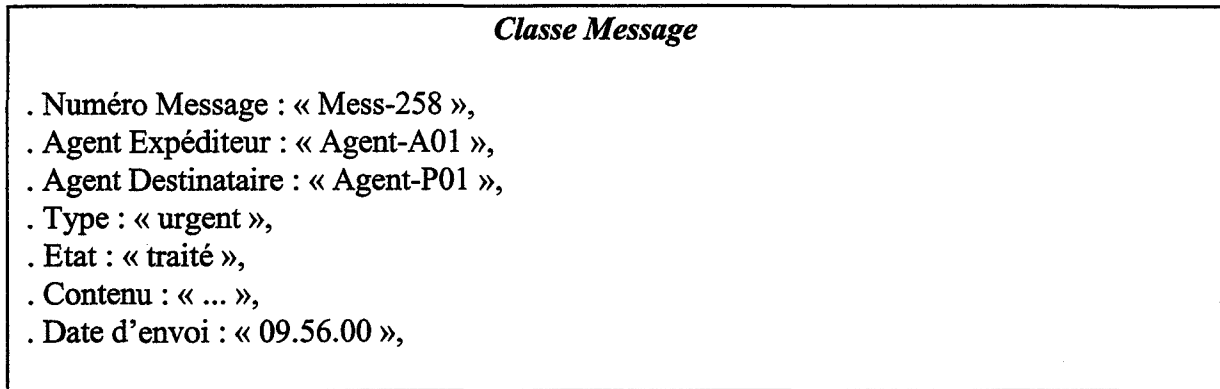 Classe Message
. Numéro Message : « Mess-258 »,
. Agent Expéditeur : « Agent-A01 »,
. Agent Destinataire : « Agent-P01 »,
. Type : « urgent »,
. Etat : « traité »,
. Contenu : « ... »,
. Date d'envoi : « 09.56.00 »,